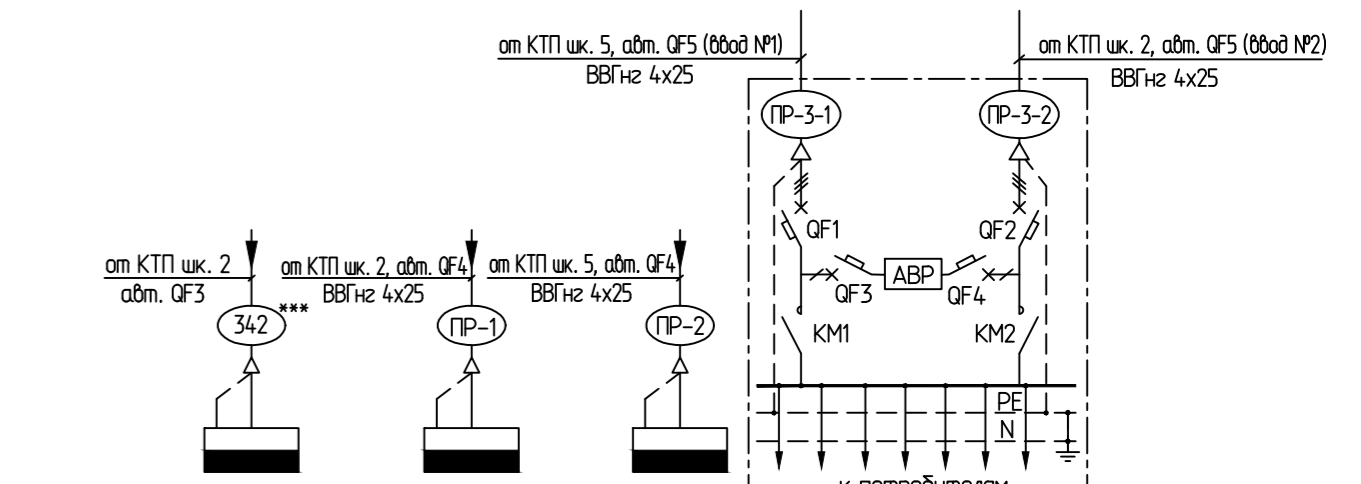 от КТП шк. 5, авт. QF5 (ввод №1)
ВВГнг 4х25
от КТП шк. 2, авт. QF5 (ввод №2)
ВВГнг 4х25
ПР-3-1
ПР-3-2
QF1
QF2
АВР
QF3
QF4
КМ1
КМ2
от КТП шк. 2
авт. QF3
342
***
от КТП шк. 2, авт. QF4
ВВГнг 4х25
ПР-1
от КТП шк. 5, авт. QF4
ВВГнг 4х25
ПР-2
PE
N
к потребителям